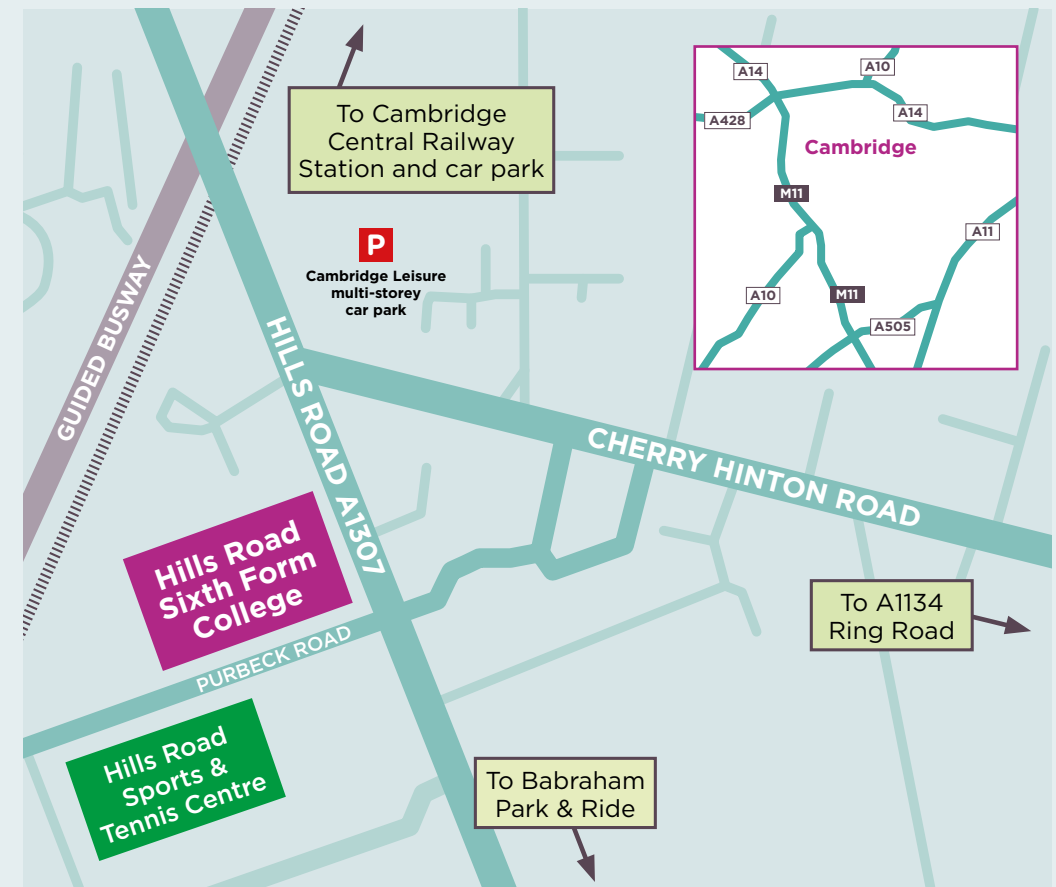 To Cambridge
Central Railway
Station and car park
P
Cambridge Leisure
multi-storey
car park
A14
A10
A428
A14
Cambridge
M11
A11
A10
M11
A505
GUIDED BUSWAY
HILLS ROAD A1307
CHERRY HINTON ROAD
Hills Road
Sixth Form
College
To A1134
Ring Road
PURBECK ROAD
Hills Road
Sports &
Tennis Centre
To Babraham
Park & Ride